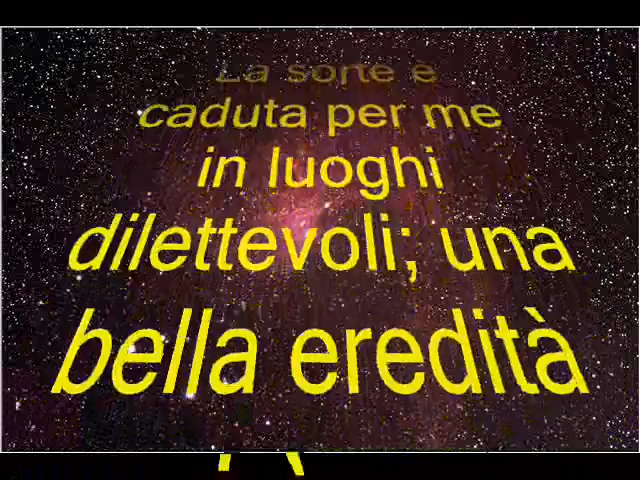 La sorte è
caduta per me
in luoghi
dilettevoli; una
bella eredità